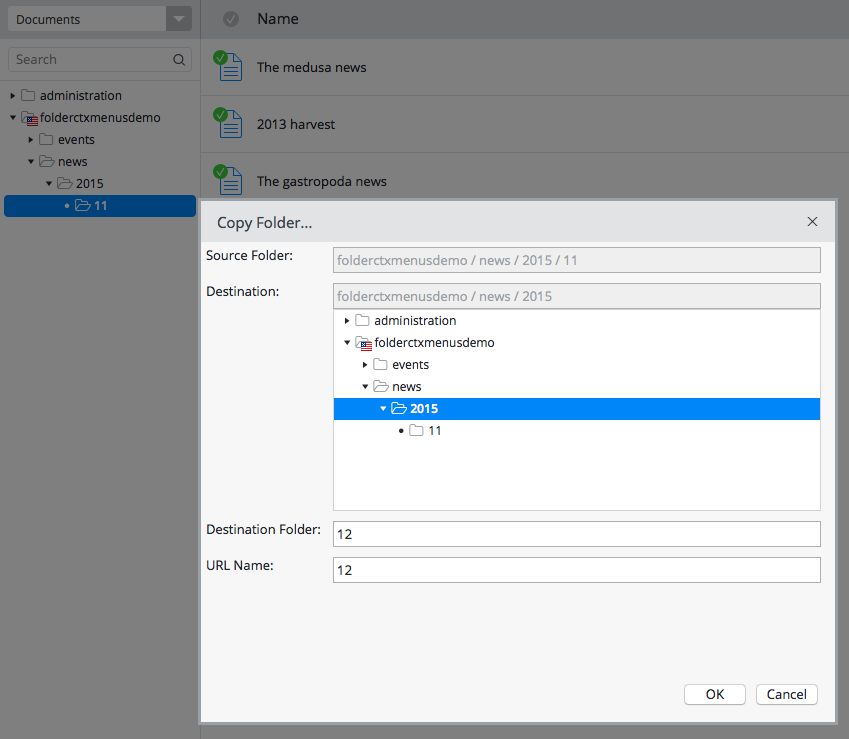 Documents
Name
Search
administration
folderctxmenusdemo
events
news
2015
11
The medusa news
2013 harvest
The gastropoda news
Copy Folder...
Source Folder:
folderctxmenusdemo / news / 2015 / 11
Destination:
folderctxmenusdemo / news / 2015
administration
folderctxmenusdemo
events
news
2015
11
Destination Folder:
12
URL Name:
12
OK
Cancel